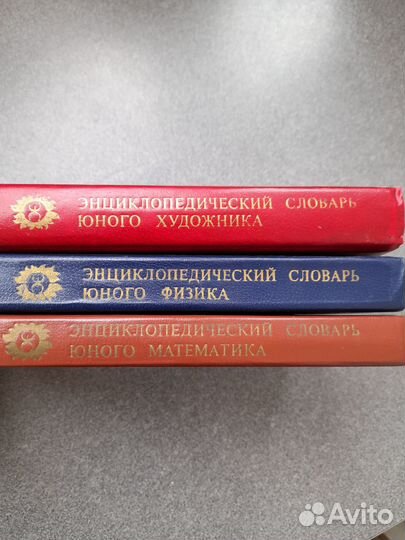 ЭНЦИКЛОПЕДИЧЕСКИЙ СЛОВАРЬ
ЮНОГО ХУДОЖНИКА
ЭНЦИКЛОПЕДИЧЕСКИЙ СЛОВАРЬ
ЮНОГО ФИЗИКА
ЭНЦИКЛОПЕДИЧЕСКИЙ СЛОВАРЬ
ЮНОГО МАТЕМАТИКА
Avito